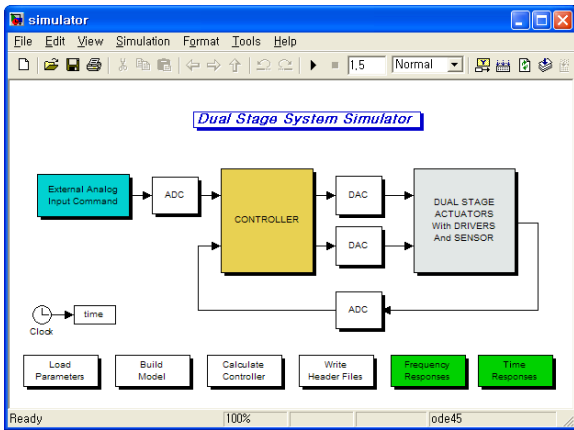 simulator
File Edit View Simulation Format Tools Help
1,5 Normal
Dual Stage System Simulator
External Analog
Input Command
ADC
CONTROLLER
DAC
DAC
DUAL STAGE
ACTUATORS
With DRIVERS
And SENSOR
ADC
time
Clock
Load
Parameters
Build
Model
Calculate
Controller
Write
Header Files
Frequency
Responses
Time
Responses
Ready 100% ode45